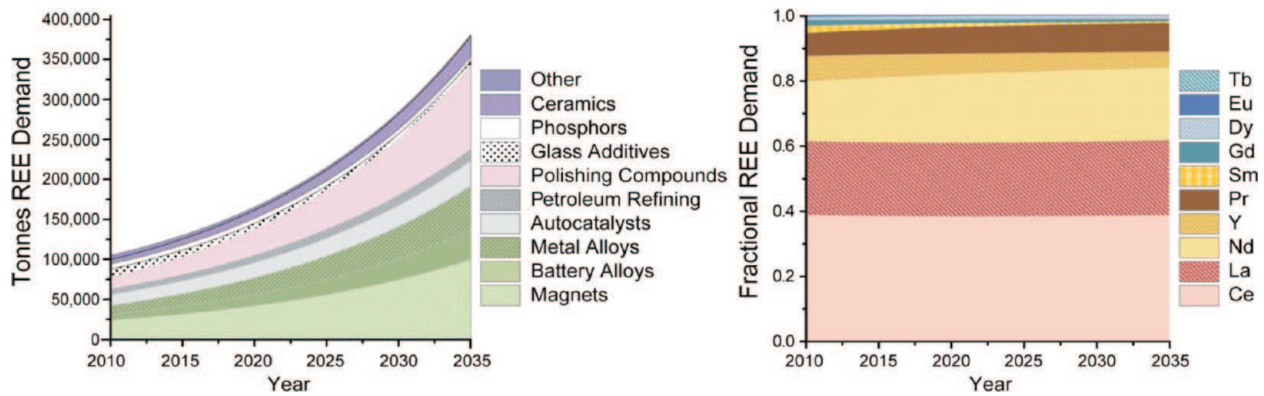 Tonnes REE Demand
400,000
350,000
300,000
250,000
200,000
150,000
100,000
50,000
0
2010 2015 2020 2025 2030 2035
Year
Other
Ceramics
Phosphors
Glass Additives
Polishing Compounds
Petroleum Refining
Autocatalysts
Metal Alloys
Battery Alloys
Magnets
Fractional REE Demand
1.0
0.8
0.6
0.4
0.2
0.0
2010 2015 2020 2025 2030 2035
Year
Tb
Eu
Dy
Gd
Sm
Pr
Y
Nd
La
Ce